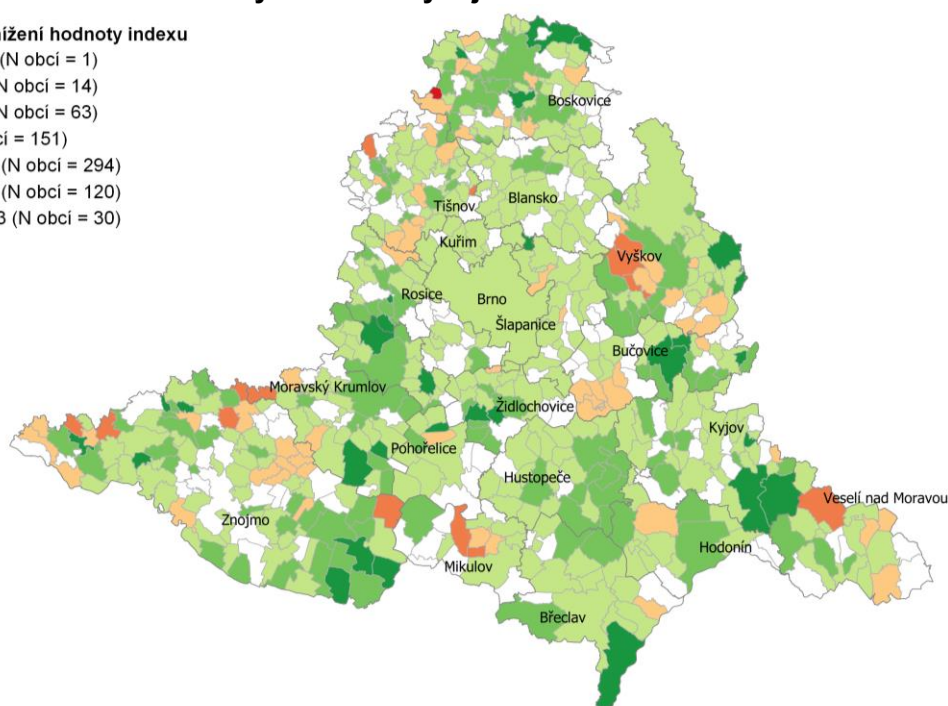 nížení hodnoty indexu
(N obcí = 1)
N obcí = 14)
N obcí = 63)
cí = 151)
(N obcí = 294)
(N obcí = 120)
3 (N obcí = 30)
Boskovice
Blansko
Tišnov
Kuřim
Vyškov
Rosice
Brno
Šlapanice
Bučovice
Moravský Krumlov
Židlochovice
Kyjov
Pohořelice
Hustopeče
Veselí nad Moravou
Znojmo
Hodonín
Mikulov
Břeclav